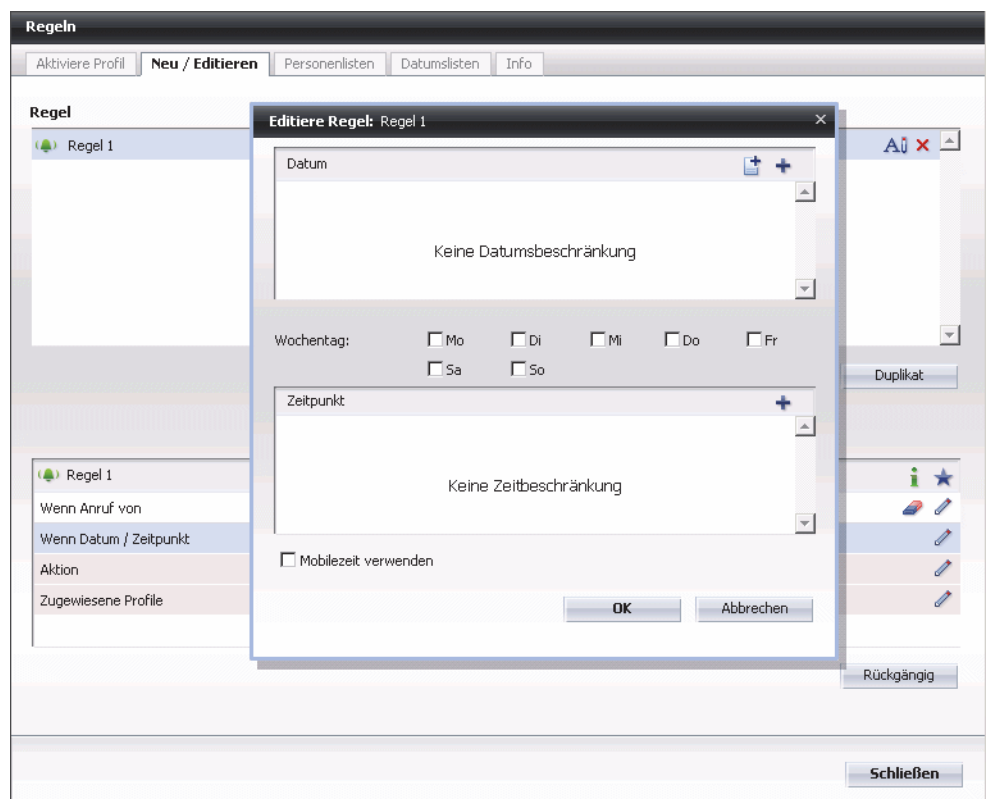 Regeln
Aktiviere Profil Neu / Editieren Personenlisten Datumslisten Info
Regel
Regel 1
Editiere Regel: Regel 1
Datum
Keine Datumsbeschränkung
Wochentag: Mo Di Mi Do Fr
Sa So
Duplikat
Zeitpunkt
Keine Zeitbeschränkung
Mobilezeit verwenden
OK Abbrechen
Regel 1
Wenn Anruf von
Wenn Datum / Zeitpunkt
Aktion
Zugewiesene Profile
Rückgängig
Schließen